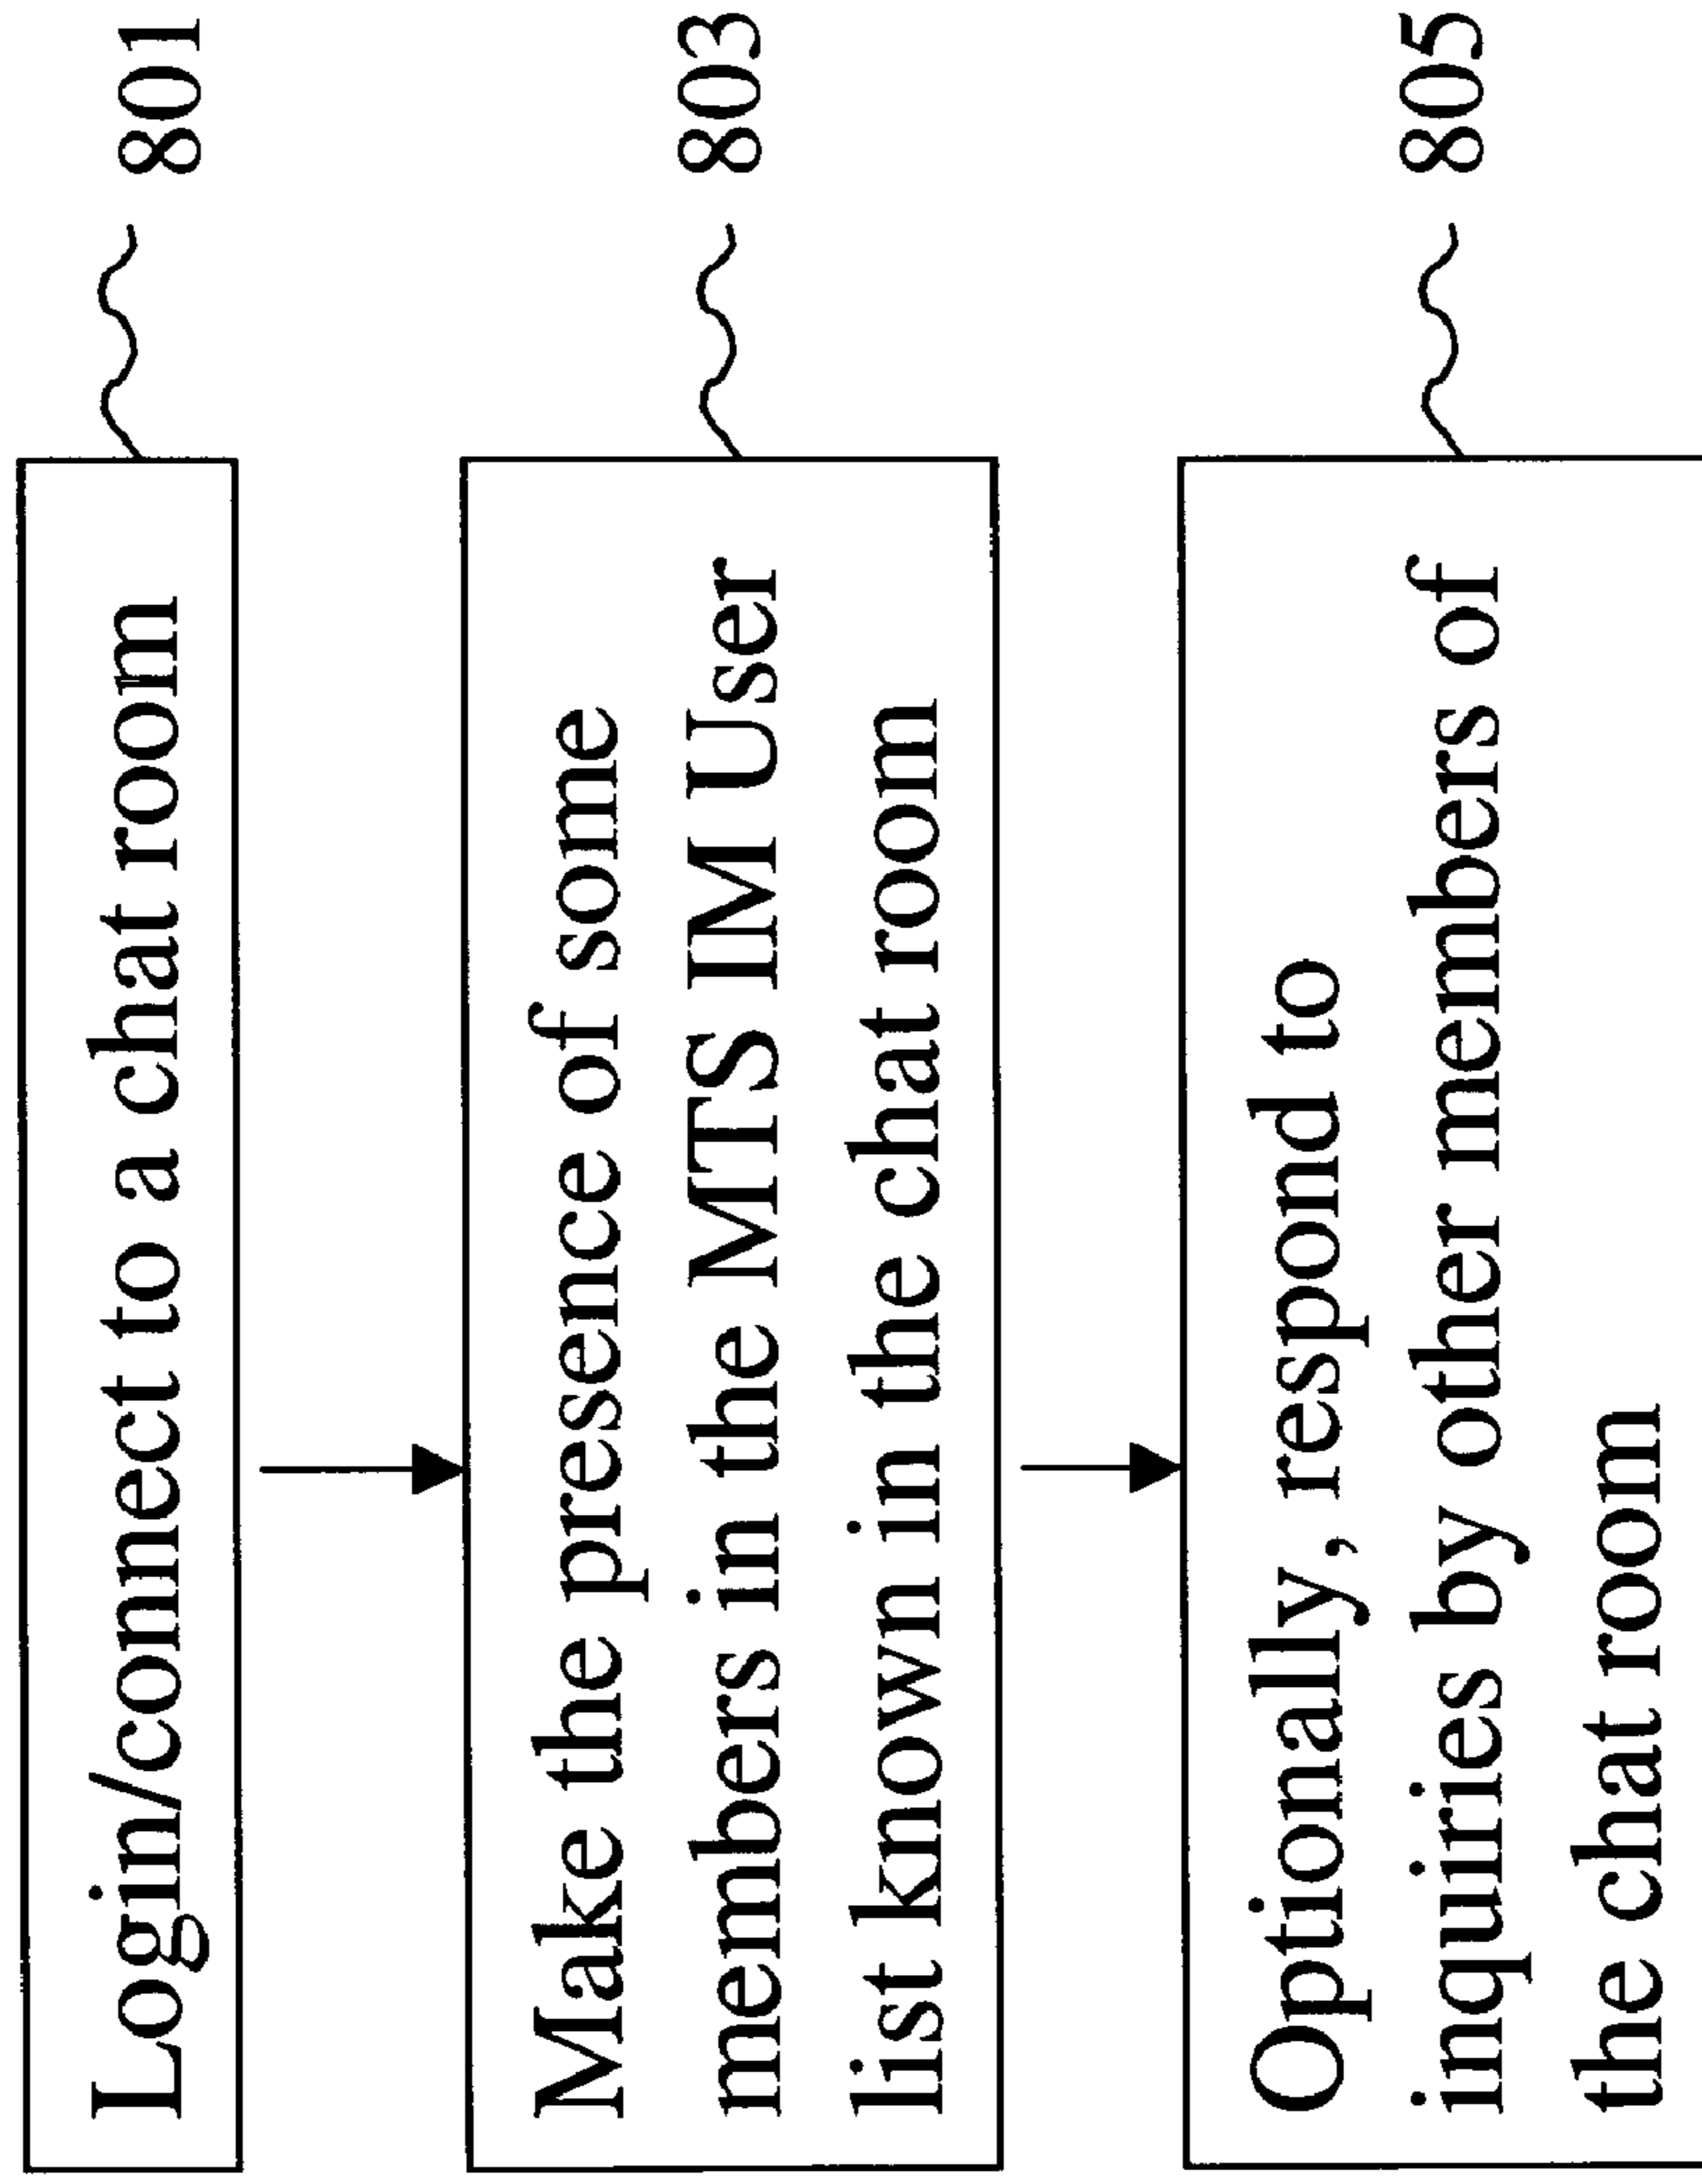 Login/connect to a chat room
801
Make the presence of some
members in the MTS IM User
list known in the chat room
803
Optionally, respond to
inquiries by other members of
the chat room
805